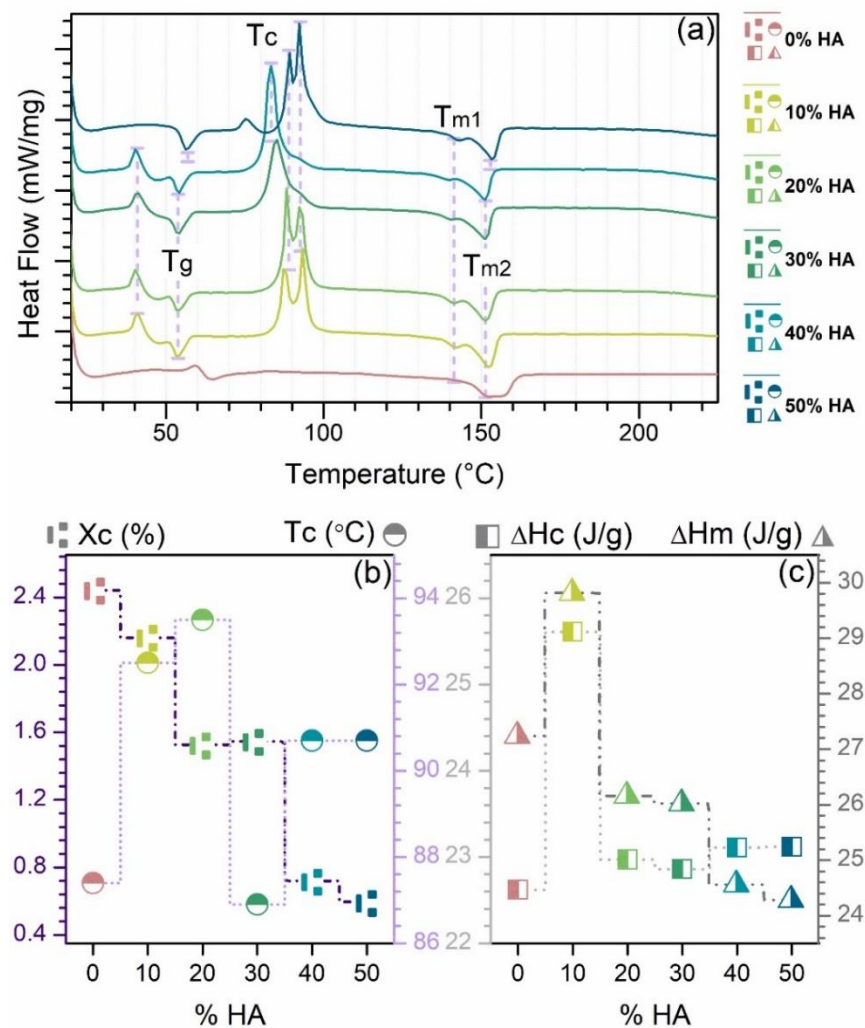 (a)
Tc
Tm1
Tg
Tm2
Heat Flow (mW/mg)
50
100
150
200
Temperature (°C)
0% HA
10% HA
20% HA
30% HA
40% HA
50% HA
Xc (%)
Tc (°C)
(b)
2.4
2.0
1.6
1.2
0.8
0.4
94
92
90
88
86
0 10 20 30 40 50
% HA
ΔHc (J/g)
ΔHm (J/g)
(c)
26
25
24
23
22
30
29
28
27
26
25
24
0 10 20 30 40 50
% HA